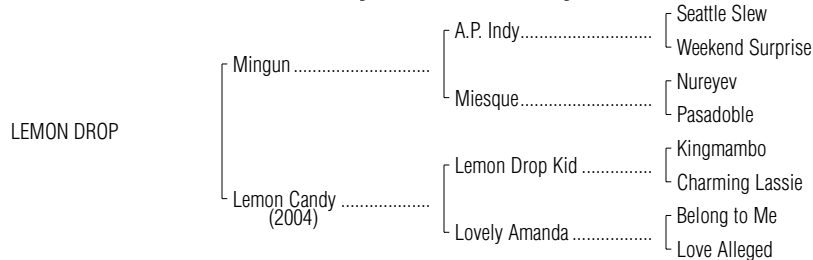 Seattle Slew
A.P. Indy............................
Weekend Surprise
Mingun .............................
Nureyev
Miesque............................
Pasadoble
LEMON DROP
Kingmambo
Lemon Drop Kid ...............
Charming Lassie
Lemon Candy ...................
(2004)
Belong to Me
Lovely Amanda .................
Love Alleged